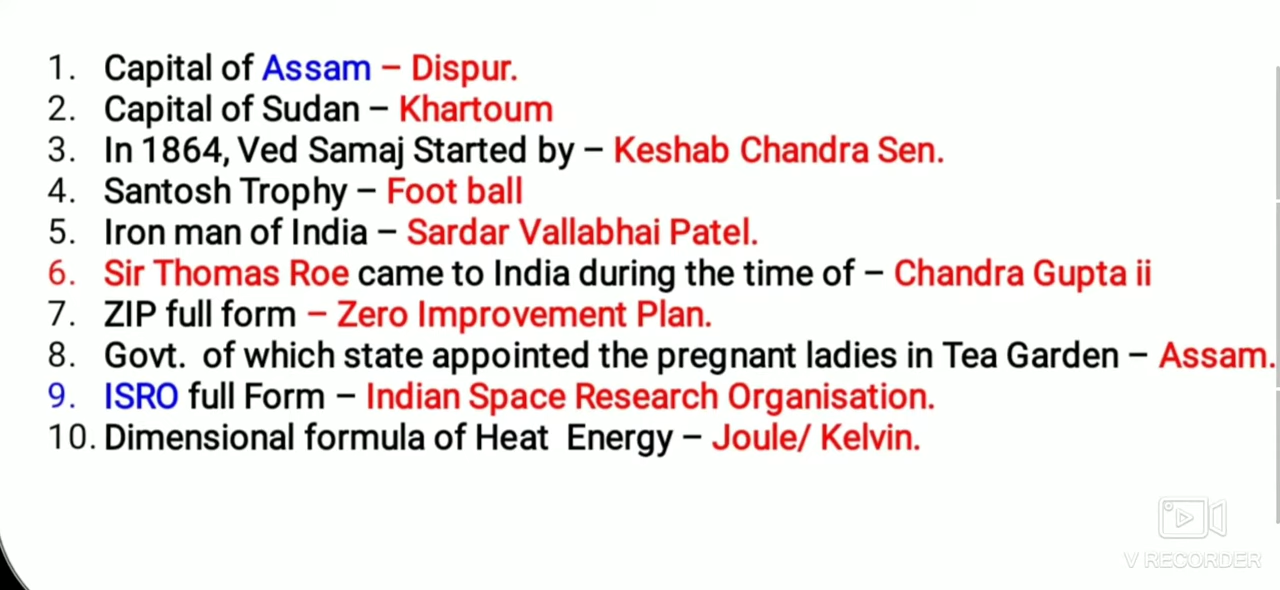 1. Capital of Assam – Dispur.
2. Capital of Sudan – Khartoum
3. In 1864, Ved Samaj Started by – Keshab Chandra Sen.
4. Santosh Trophy – Foot ball
5. Iron man of India – Sardar Vallabhai Patel.
6. Sir Thomas Roe came to India during the time of – Chandra Gupta ii
7. ZIP full form – Zero Improvement Plan.
8. Govt. of which state appointed the pregnant ladies in Tea Garden – Assam.
9. ISRO full Form – Indian Space Research Organisation.
10. Dimensional formula of Heat Energy – Joule/ Kelvin.
V RECORDER